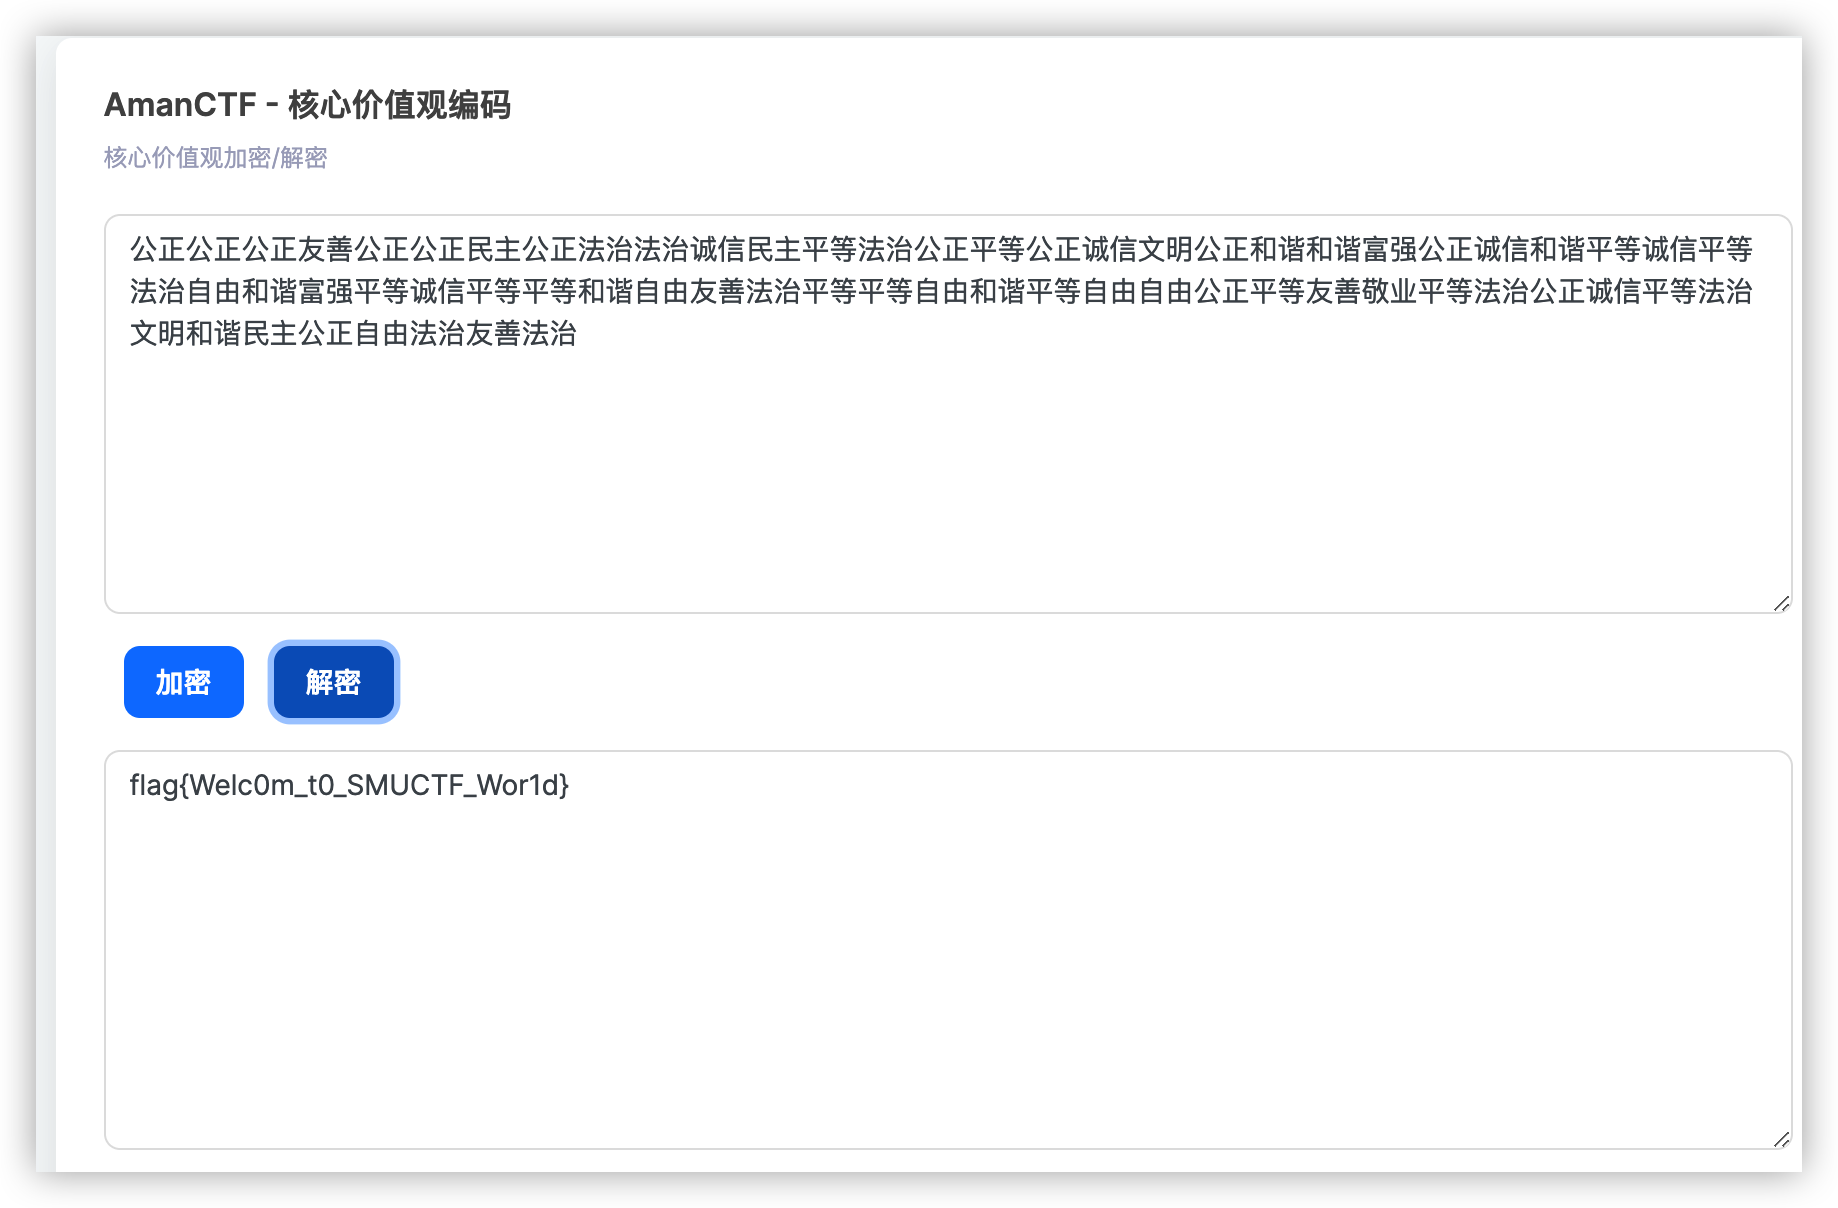 AmanCTF - 核心价值观编码
核心价值观加密/解密
公正公正公正友善公正公正民主公正法治法治诚信民主平等法治公正平等公正诚信文明公正和谐和谐富强公正诚信和谐平等诚信平等
法治自由和谐富强平等诚信平等平等和谐自由友善法治平等平等自由和谐平等自由自由公正平等友善敬业平等法治公正诚信平等法治
文明和谐民主公正自由法治友善法治
加密 解密
flag{Welc0m_t0_SMUCTF_Wor1d}